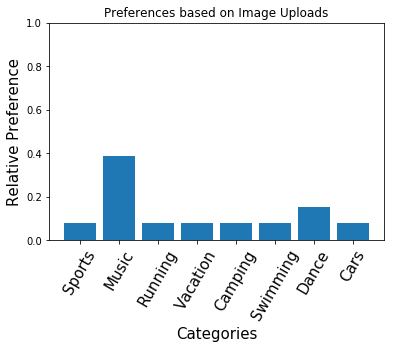 Preferences based on Image Uploads
Relative Preference
1.0
0.8
0.6
0.4
0.2
0.0
Sports
Music
Running
Vacation
Camping
Swimming
Dance
Cars
Categories